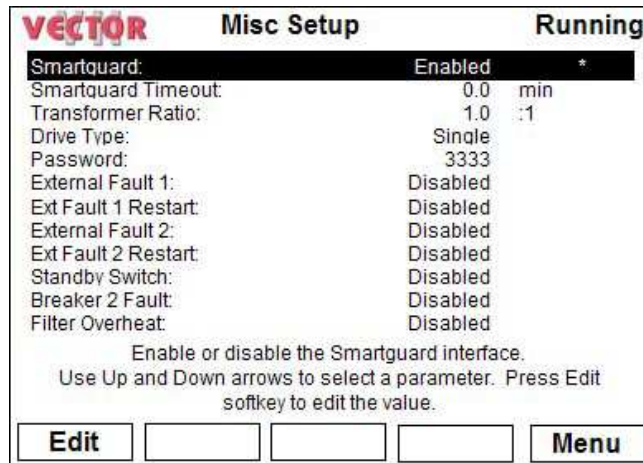 VECTOR Misc Setup Running
Smartguard: Enabled *
Smartguard Timeout: 0.0 min
Transformer Ratio: 1.0 :1
Drive Type: Single
Password: 3333
External Fault 1: Disabled
Ext Fault 1 Restart: Disabled
External Fault 2: Disabled
Ext Fault 2 Restart: Disabled
Standby Switch: Disabled
Breaker 2 Fault: Disabled
Filter Overheat: Disabled
Enable or disable the Smartguard interface.
Use Up and Down arrows to select a parameter. Press Edit
softkey to edit the value.
Edit Menu